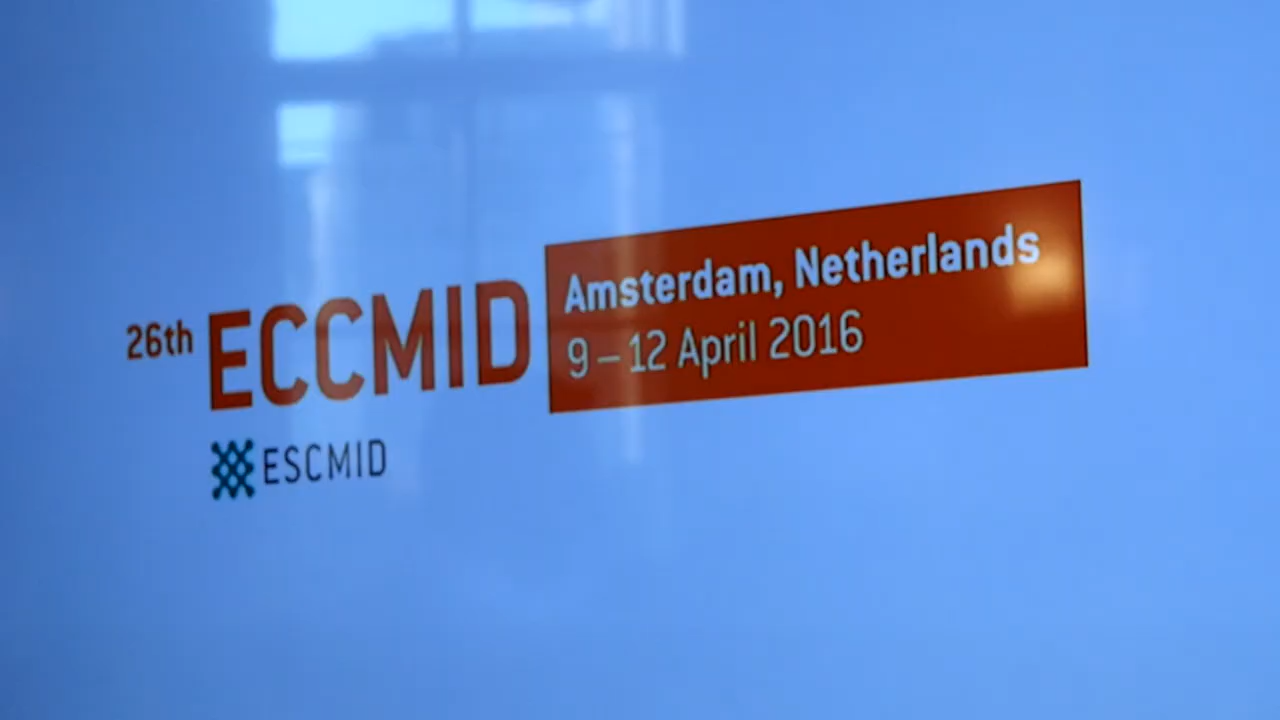 26th ECCMID
Amsterdam, Netherlands
9 – 12 April 2016
ESCMID